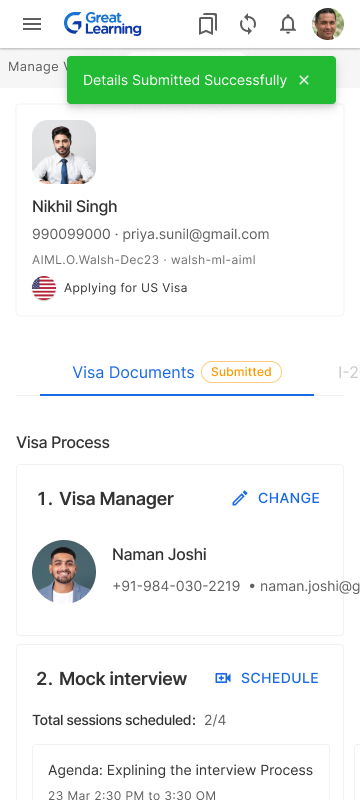 Great
Learning
Manage
Details Submitted Successfully
Nikhil Singh
990099000 · priya.sunil@gmail.com
AIML.O.Walsh-Dec23 · walsh-ml-aiml
Applying for US Visa
Visa Documents Submitted I-2
Visa Process
1. Visa Manager CHANGE
Naman Joshi
+91-984-030-2219 • naman.joshi@g
2. Mock interview SCHEDULE
Total sessions scheduled: 2/4
Agenda: Explining the interview Process
23 Mar 2:30 PM to 3:30 OM